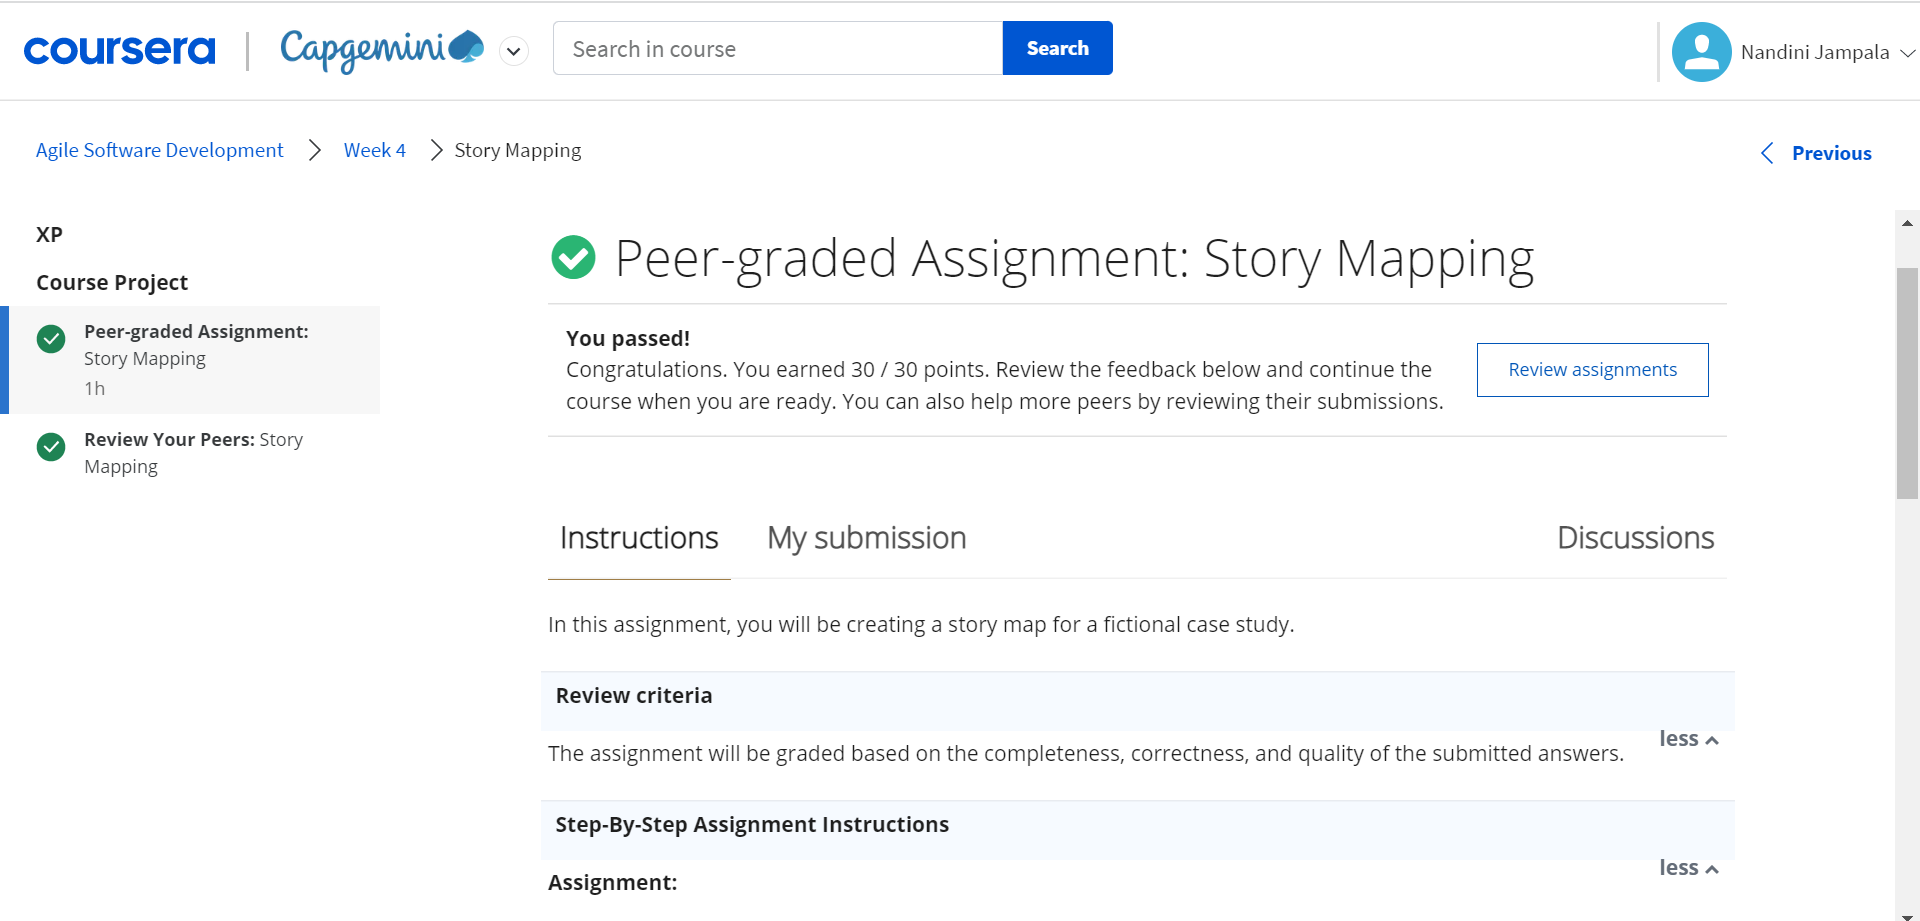 coursera
Capgemini
Search in course
Search
Nandini Jampala
Agile Software Development
Week 4
Story Mapping
Previous
XP
Course Project
Peer-graded Assignment:
Story Mapping
1h
Review Your Peers: Story
Mapping
Peer-graded Assignment: Story Mapping
You passed!
Congratulations. You earned 30 / 30 points. Review the feedback below and continue the
course when you are ready. You can also help more peers by reviewing their submissions.
Review assignments
Instructions
My submission
Discussions
In this assignment, you will be creating a story map for a fictional case study.
Review criteria
less
The assignment will be graded based on the completeness, correctness, and quality of the submitted answers.
Step-By-Step Assignment Instructions
less
Assignment: